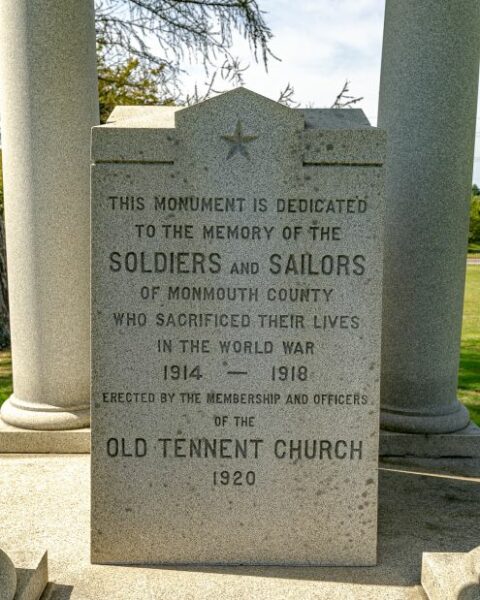 THIS MONUMENT IS DEDICATED
TO THE MEMORY OF THE
SOLDIERS AND SAILORS
OF MONMOUTH COUNTY
WHO SACRIFICED THEIR LIVES
IN THE WORLD WAR
1914 — 1918
ERECTED BY THE MEMBERSHIP AND OFFICERS
OF THE
OLD TENNENT CHURCH
1920